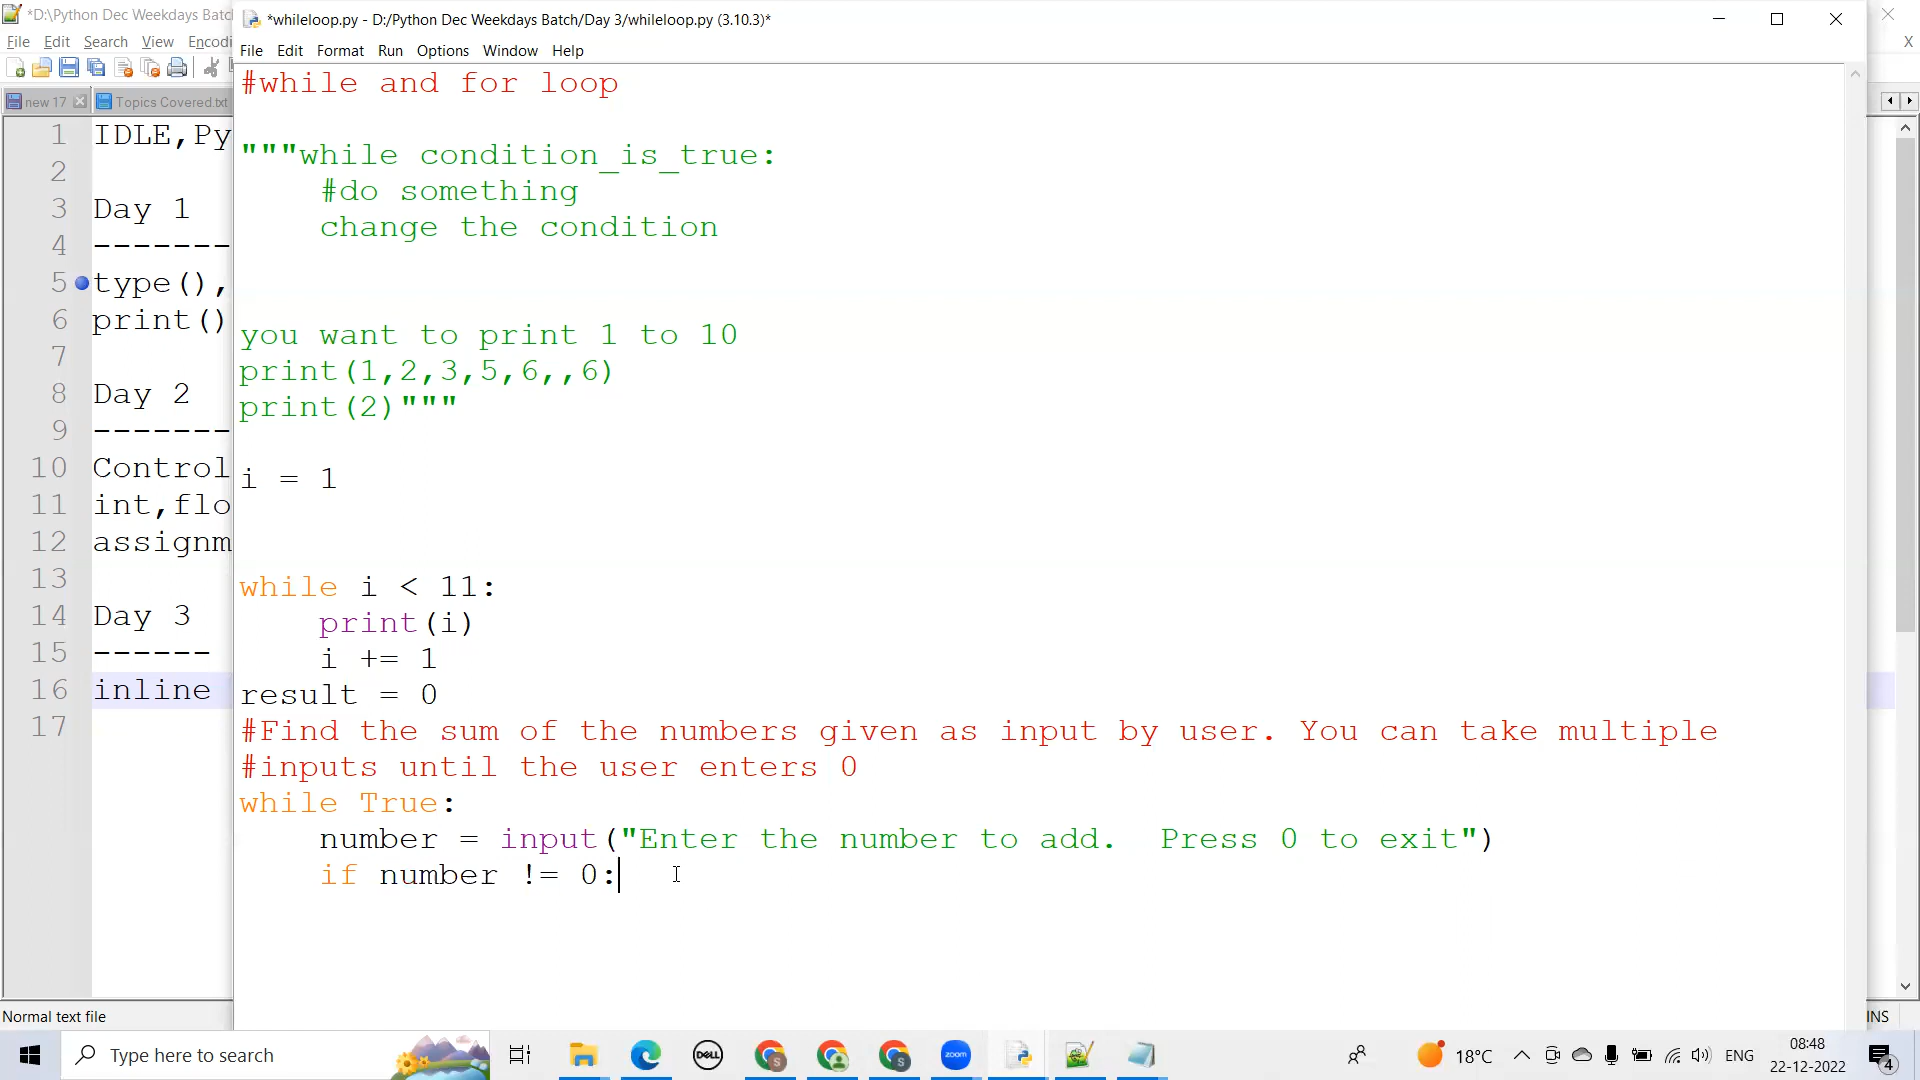 *D:\Python Dec Weekdays Batc
File Edit Search View Encodi
new 17
Topics Covered.txt
1 IDLE,Py
2
3 Day 1
4 -------
5 type(),
6 print()
7
8 Day 2
9 -------
10 Control
11 int,flo
12 assignm
13
14 Day 3
15 ------
16 inline
17
Normal text file
*whileloop.py - D:/Python Dec Weekdays Batch/Day 3/whileloop.py (3.10.3)*
File Edit Format Run Options Window Help
#while and for loop
"""while condition_is_true:
#do something
change the condition
you want to print 1 to 10
print(1,2,3,5,6,,6)
print(2)"""
i = 1
while i < 11:
print(i)
i += 1
result = 0
#Find the sum of the numbers given as input by user. You can take multiple
#inputs until the user enters 0
while True:
number = input("Enter the number to add.  Press 0 to exit")
if number != 0:
X
INS
Type here to search
DELL
S
S
zoom
18°C
ENG
08:48
22-12-2022
4